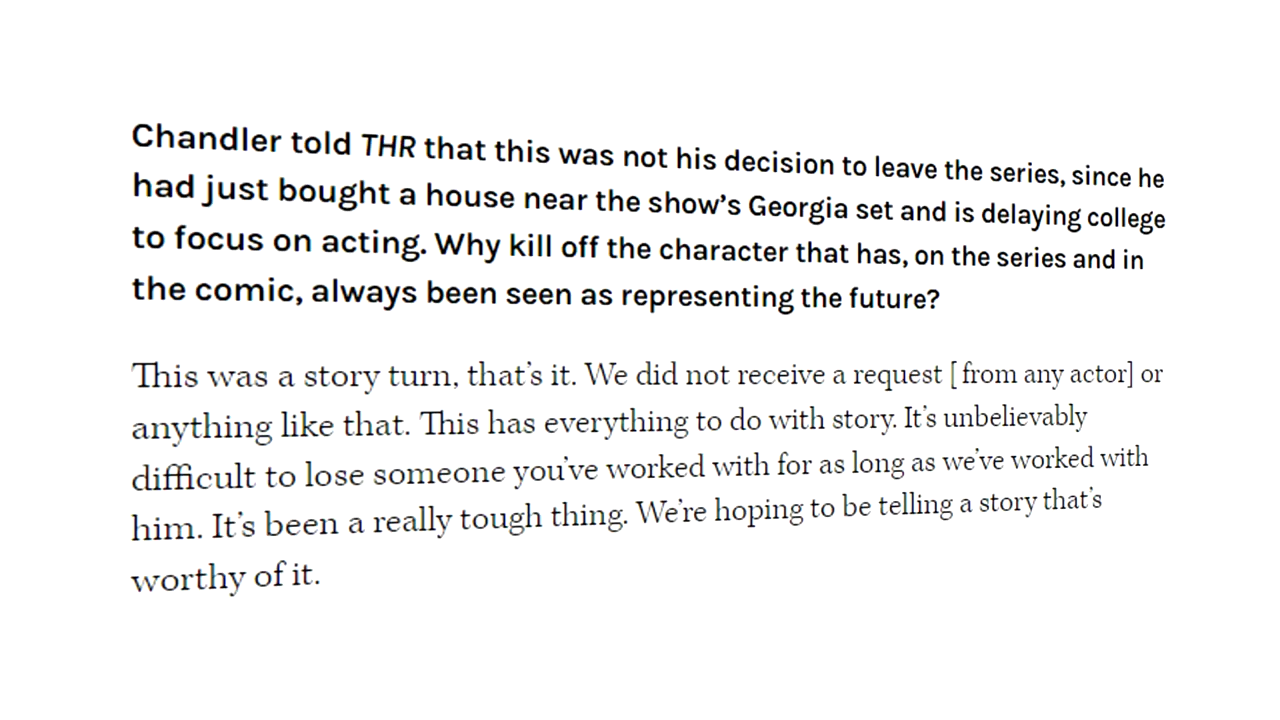 Chandler told THR that this was not his decision to leave the series, since he
had just bought a house near the show’s Georgia set and is delaying college
to focus on acting. Why kill off the character that has, on the series and in
the comic, always been seen as representing the future?
This was a story turn, that’s it. We did not receive a request [ from any actor] or
anything like that. This has everything to do with story. It’s unbelievably
difficult to lose someone you’ve worked with for as long as we’ve worked with
him. It’s been a really tough thing. We’re hoping to be telling a story that’s
worthy of it.